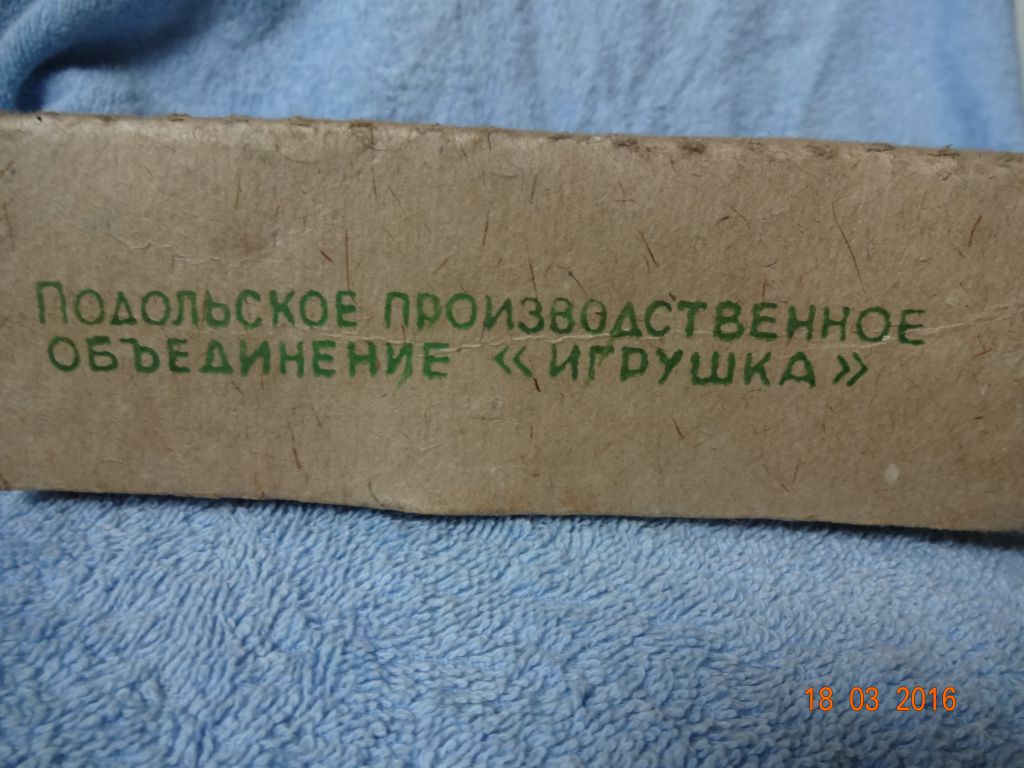 Подольское производственное
объединение «Игрушка»
18 03 2016